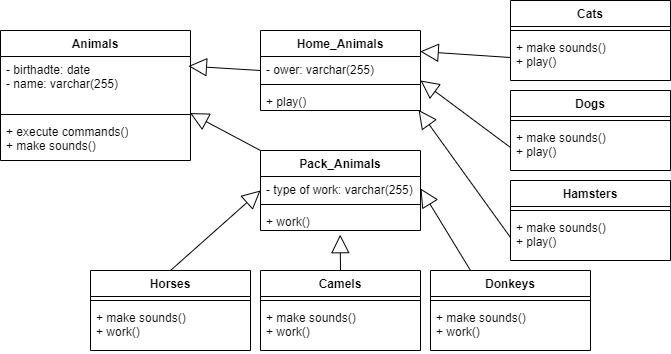 Animals
- birthadte: date
- name: varchar(255)
+ execute commands()
+ make sounds()
Home_Animals
- ower: varchar(255)
+ play()
Cats
+ make sounds()
+ play()
Dogs
+ make sounds()
+ play()
Hamsters
+ make sounds()
+ play()
Pack_Animals
- type of work: varchar(255)
+ work()
Horses
+ make sounds()
+ work()
Camels
+ make sounds()
+ work()
Donkeys
+ make sounds()
+ work()